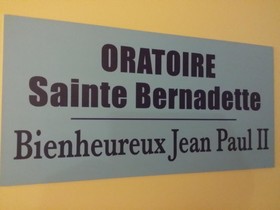 ORATOIRE
Sainte Bernadette
Bienheureux Jean Paul II